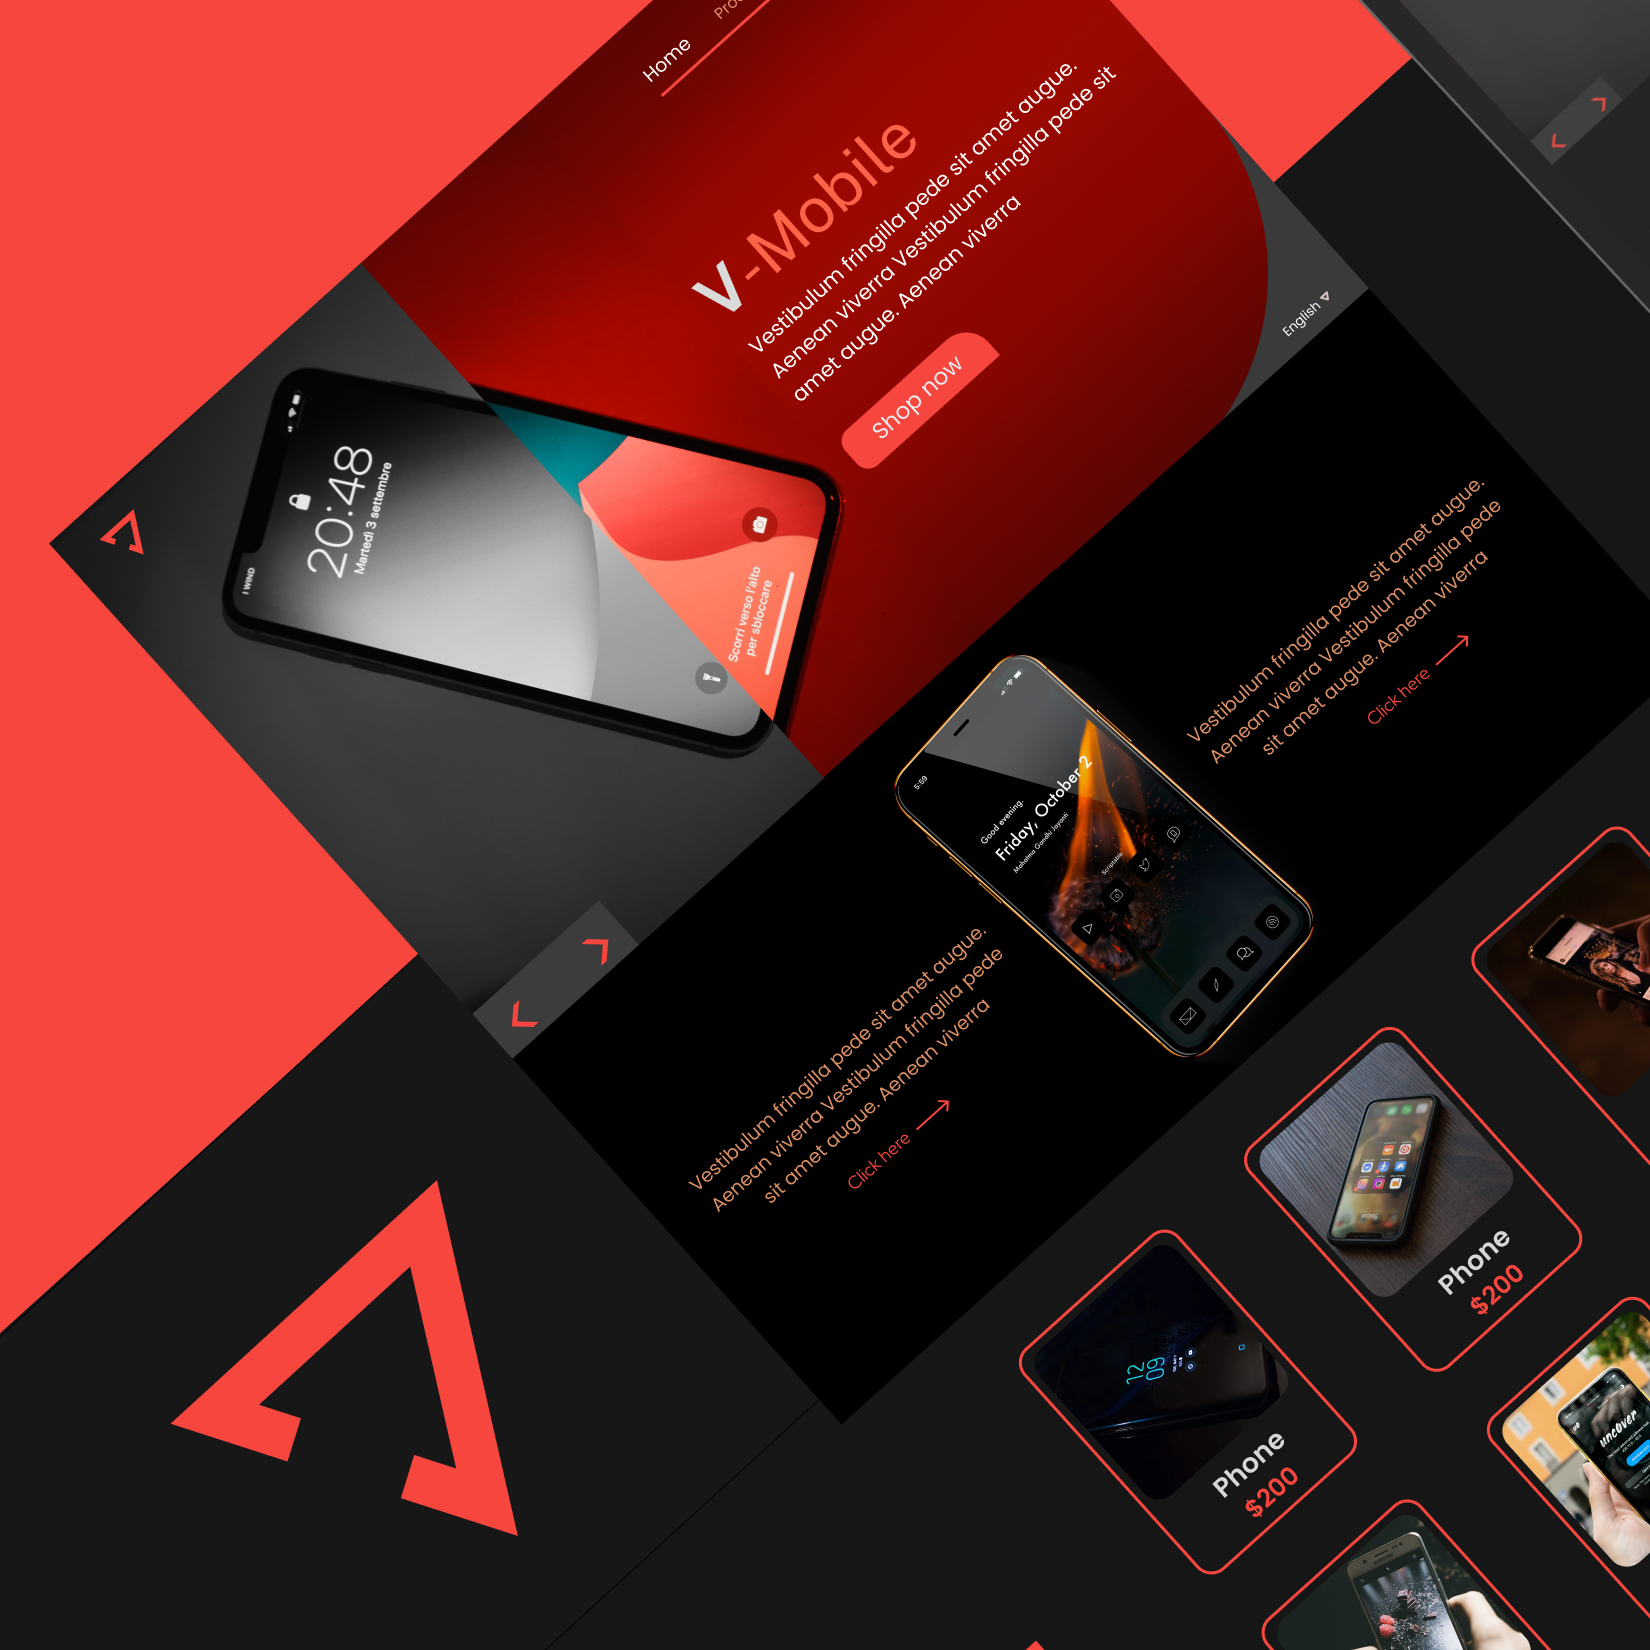 Home
V-Mobile
Vestibulum fringilla pede sit amet augue.
Aenean viverra Vestibulum fringilla pede sit
amet augue. Aenean viverra
Shop now
English
I WIND
20:48
Martedì 3 settembre
Scorri verso l'alto
per sbloccare
5:59
Good evening.
Friday, October 2
Mahatma Gandhi Jayanti
Scriptable
Vestibulum fringilla pede sit amet augue.
Aenean viverra Vestibulum fringilla pede
sit amet augue. Aenean viverra
Click here
Vestibulum fringilla pede sit amet augue.
Aenean viverra Vestibulum fringilla pede
sit amet augue. Aenean viverra
Click here
12
09
Phone
$200
Social
Phone
$200
unc0ver